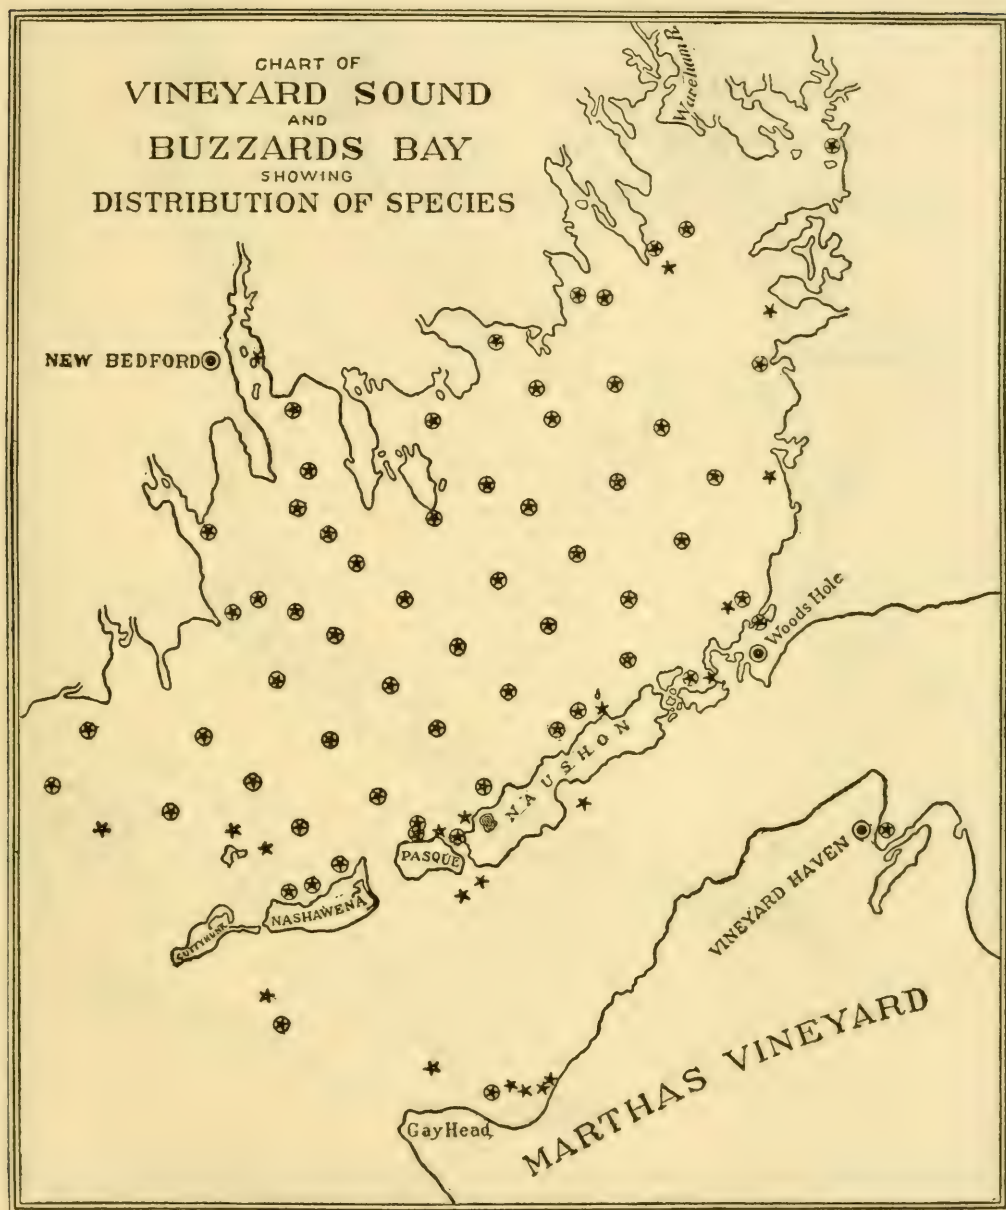 CHART OF
VINEYARD SOUND
AND
BUZZARDS BAY
SHOWING
DISTRIBUTION OF SPECIES
Wareham R.
NEW BEDFORD
Woods Hole
NAUSHON
PASQUE
NASHAWENA
CUTTYHUNK
VINEYARD HAVEN
MARTHAS VINEYARD
Gay Head